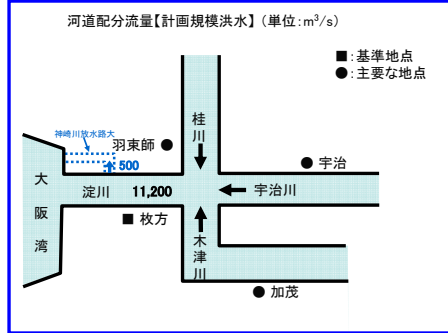 河道配分流量【計画規模洪水】（単位：m³/s）
■：基準地点
●：主要な地点
神崎川放水路大
羽束師 ●
500
桂川
● 宇治
大阪湾
淀川 11,200
宇治川
■ 枚方
木津川
● 加茂